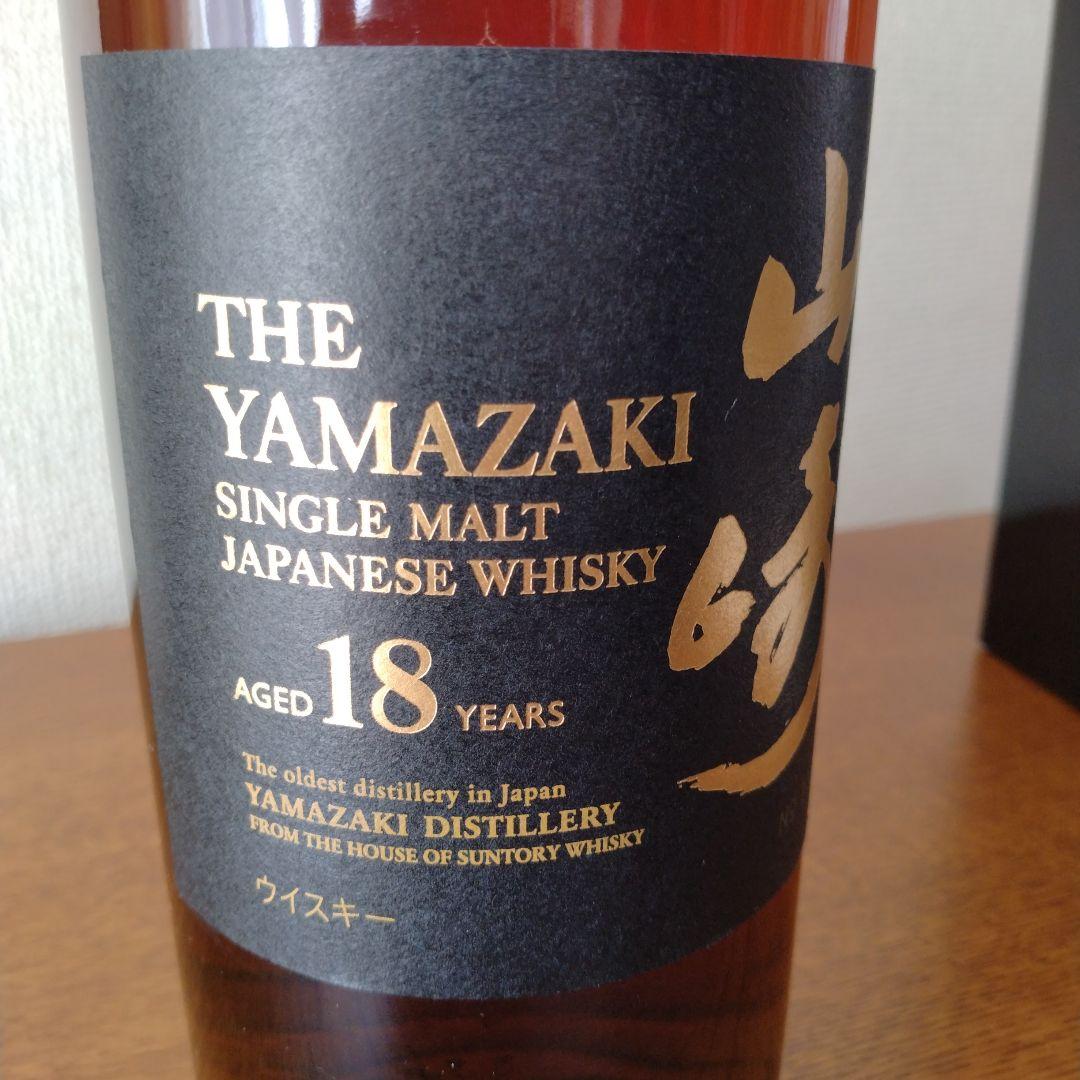 THE
YAMAZAKI
SINGLE MALT
JAPANESE WHISKY
AGED 18 YEARS
The oldest distillery in Japan
YAMAZAKI DISTILLERY
FROM THE HOUSE OF SUNTORY WHISKY
ウイスキー
山崎